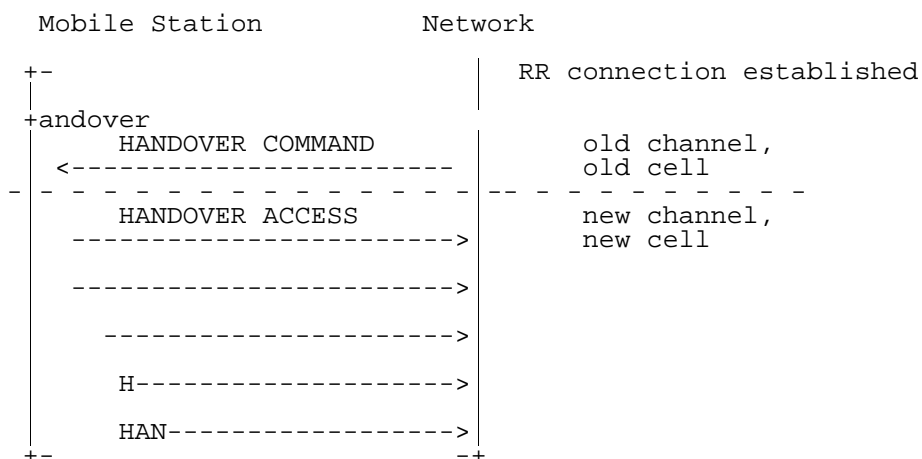 Mobile Station Network
+- RR connection established
+andover
HANDOVER COMMAND old channel,
<------------------------ old cell
- - - - - - - - - - - - - - - -- - - - - - - - - -
HANDOVER ACCESS new channel,
------------------------> new cell
------------------------>
---------------------->
H-------------------->
HAN------------------>
+- -+